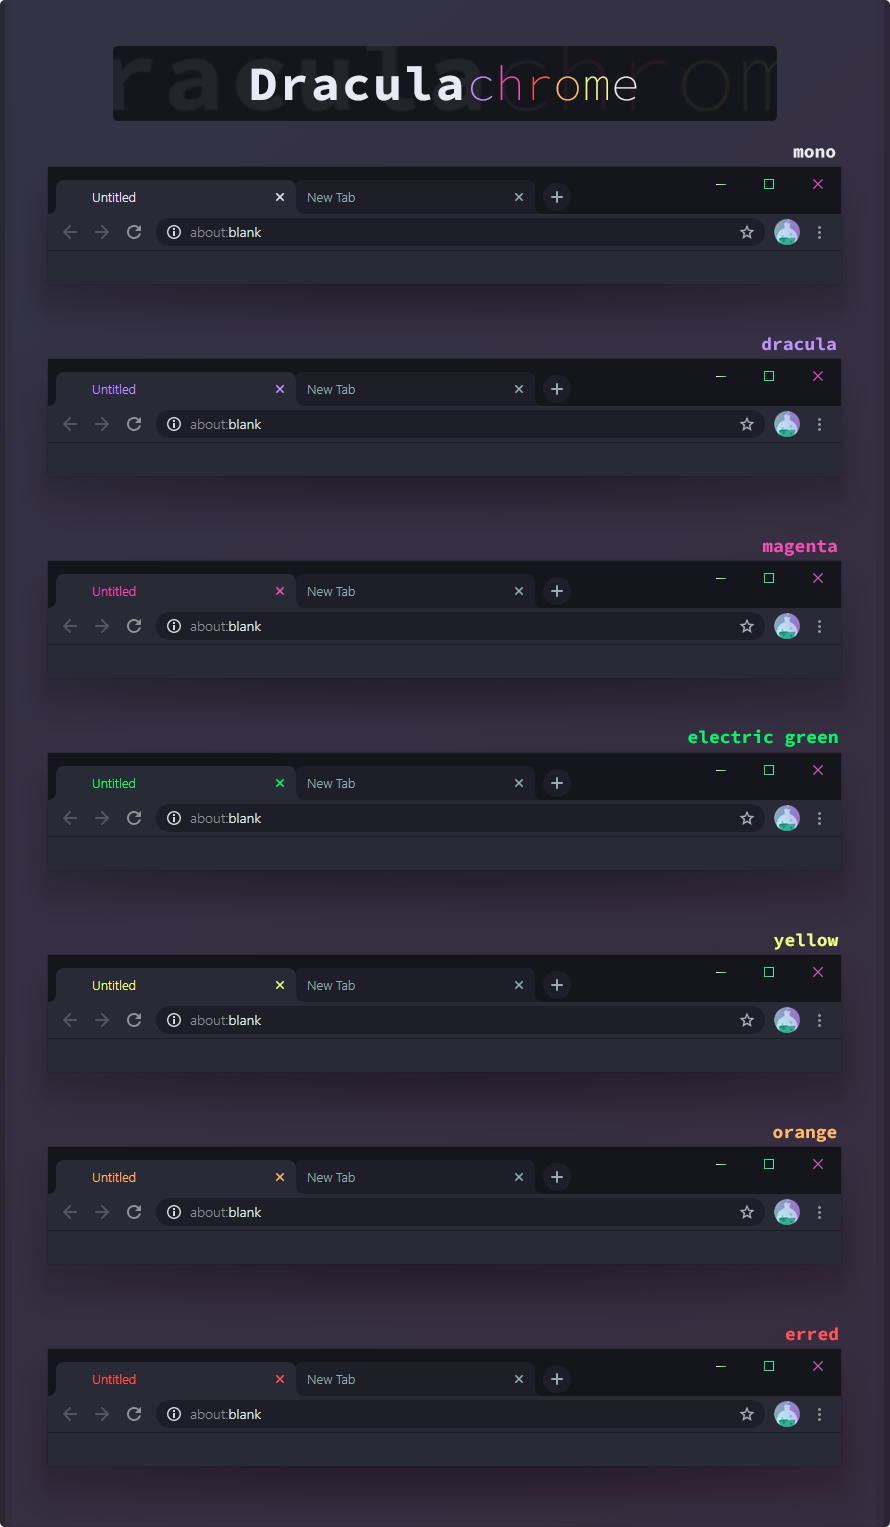 Draculachrome
mono
Untitled New Tab
about:blank
dracula
Untitled New Tab
about:blank
magenta
Untitled New Tab
about:blank
electric green
Untitled New Tab
about:blank
yellow
Untitled New Tab
about:blank
orange
Untitled New Tab
about:blank
erred
Untitled New Tab
about:blank